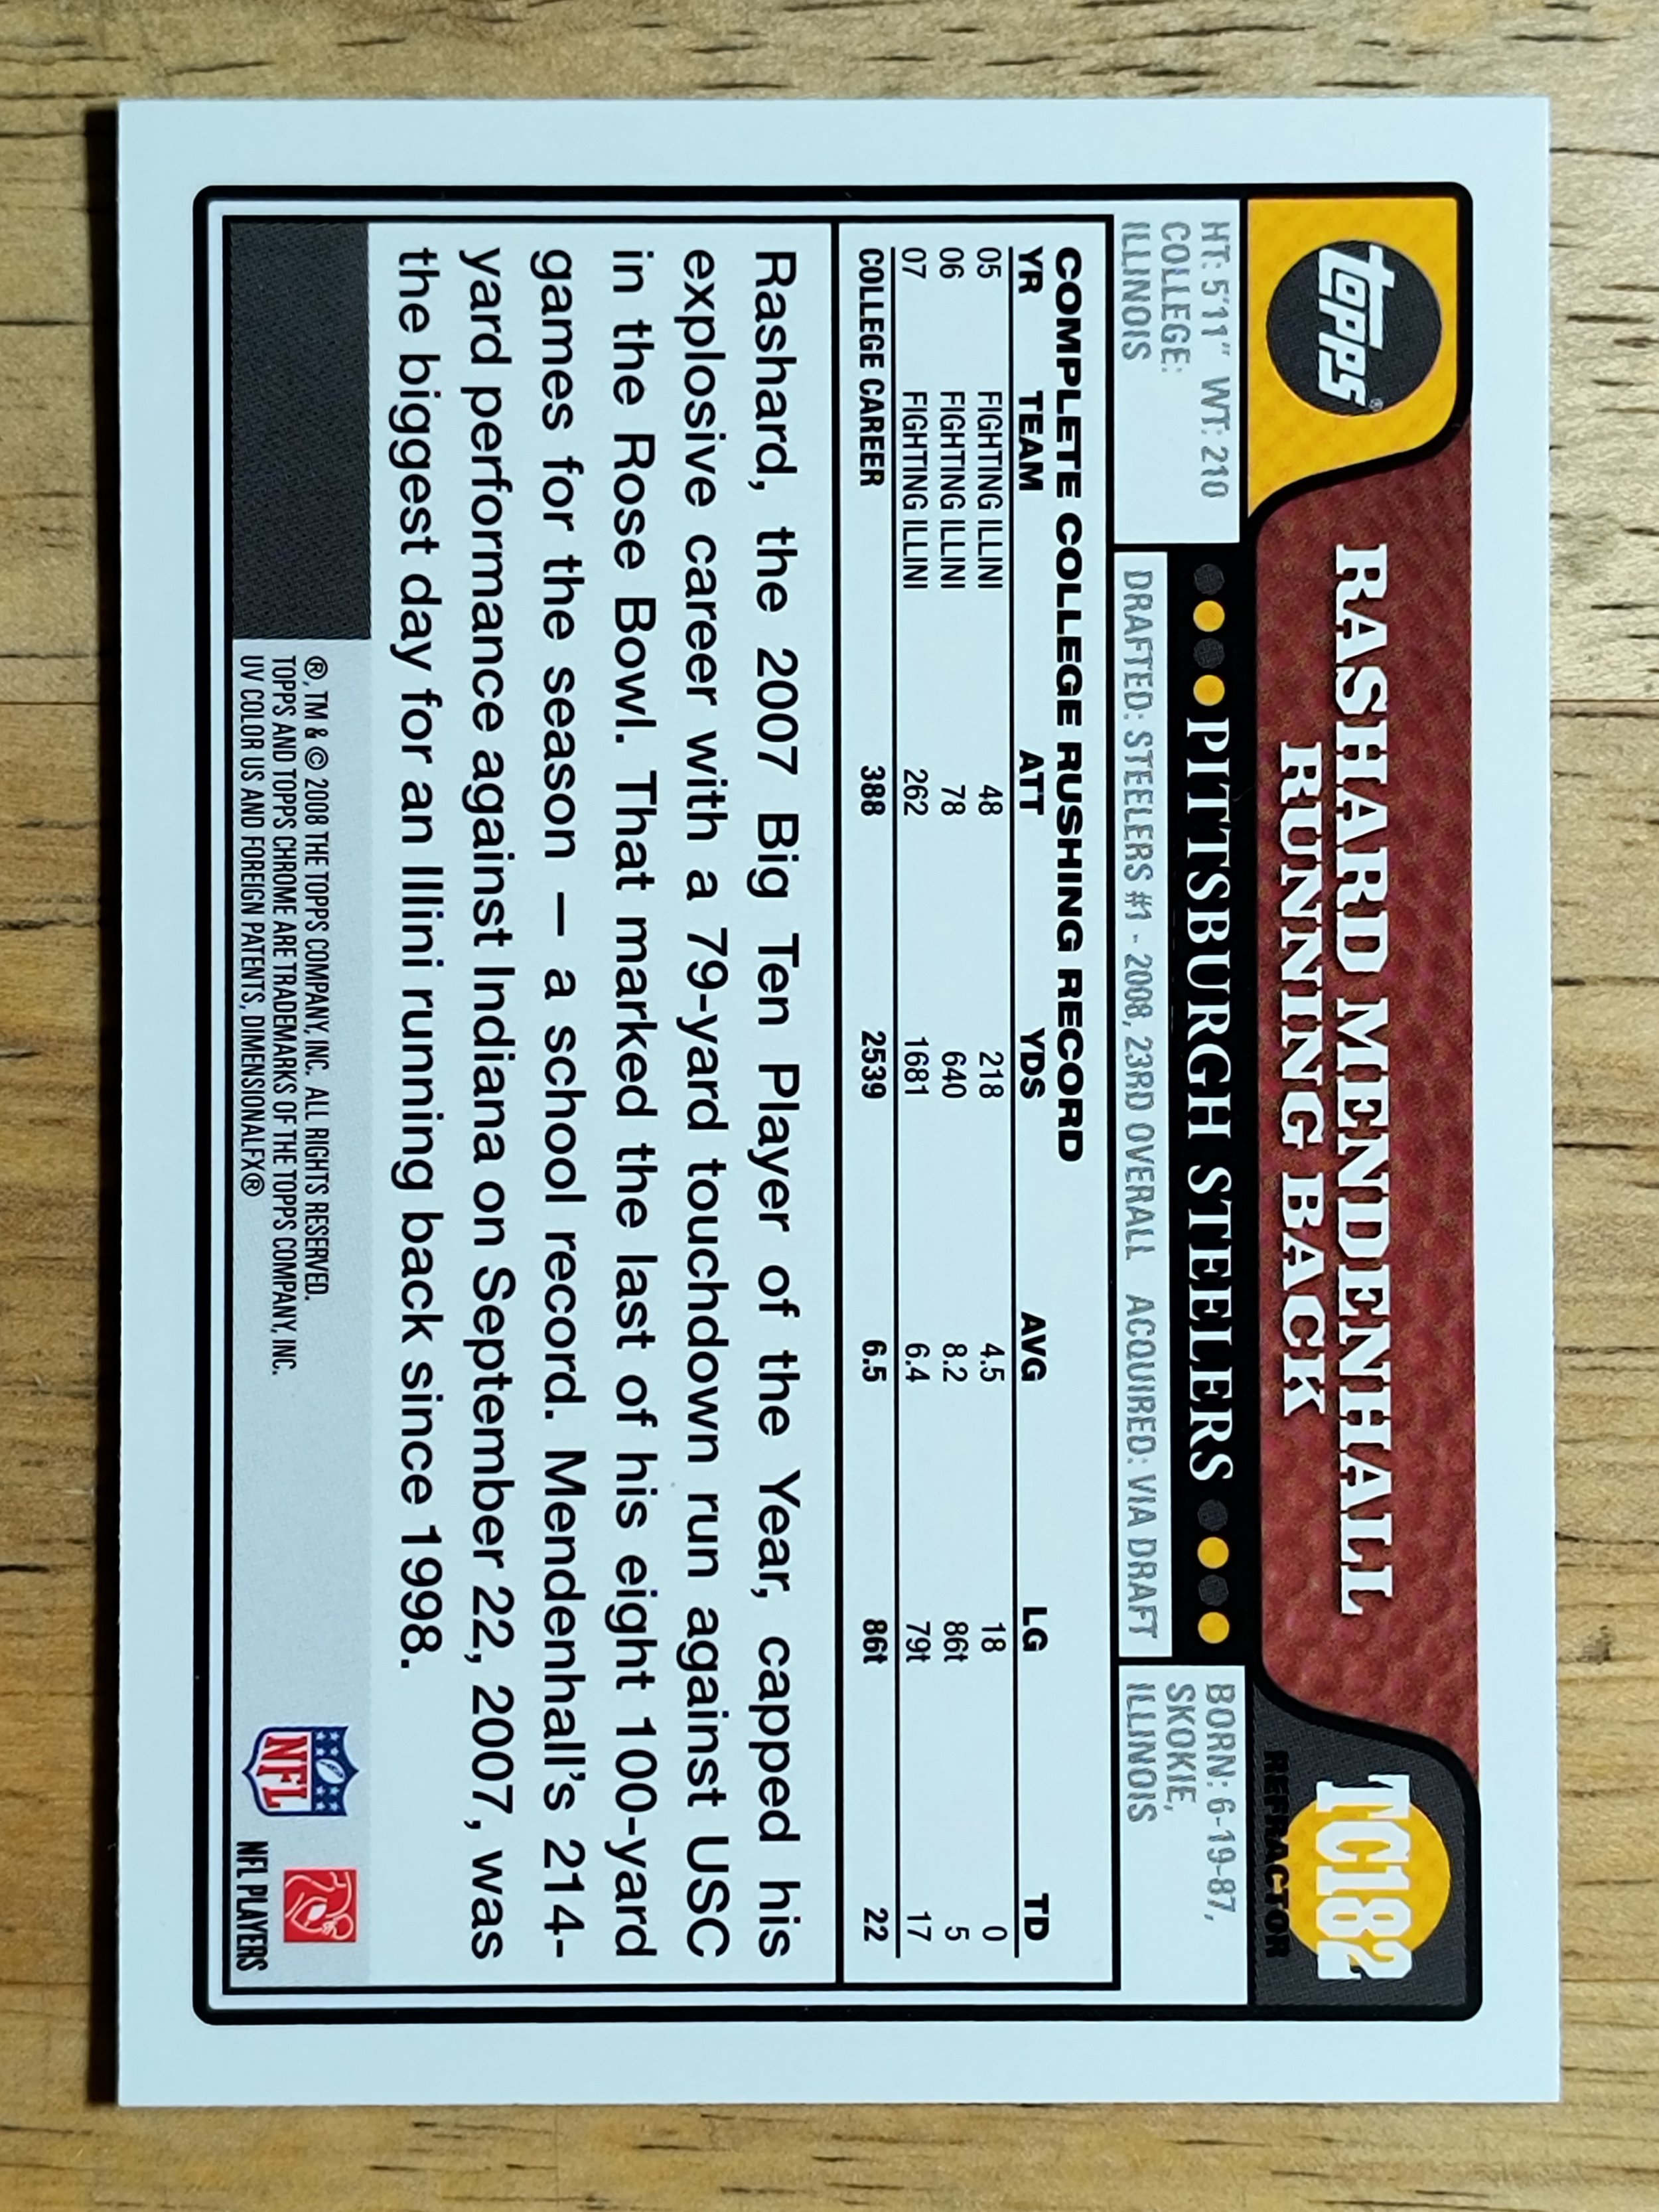 topps®
RASHARD MENDENHALL
RUNNING BACK
TC182
REFRACTOR
HT: 5'11" WT: 210
COLLEGE:
ILLINOIS
PITTSBURGH STEELERS
DRAFTED: STEELERS #1 - 2008, 23RD OVERALL ACQUIRED: VIA DRAFT
BORN: 6-19-87,
SKOKIE,
ILLINOIS
COMPLETE COLLEGE RUSHING RECORD
YR TEAM ATT YDS AVG LG TD
05 FIGHTING ILLINI 48 218 4.5 18 0
06 FIGHTING ILLINI 78 640 8.2 86t 5
07 FIGHTING ILLINI 262 1681 6.4 79t 17
COLLEGE CAREER 388 2539 6.5 86t 22
Rashard, the 2007 Big Ten Player of the Year, capped his
explosive career with a 79-yard touchdown run against USC
in the Rose Bowl. That marked the last of his eight 100-yard
games for the season — a school record. Mendenhall's 214-
yard performance against Indiana on September 22, 2007, was
the biggest day for an Illini running back since 1998.
®, TM & © 2008 THE TOPPS COMPANY, INC. ALL RIGHTS RESERVED.
TOPPS AND TOPPS CHROME ARE TRADEMARKS OF THE TOPPS COMPANY, INC.
UV COLOR US AND FOREIGN PATENTS, DIMENSIONALFX®
NFL
NFL PLAYERS